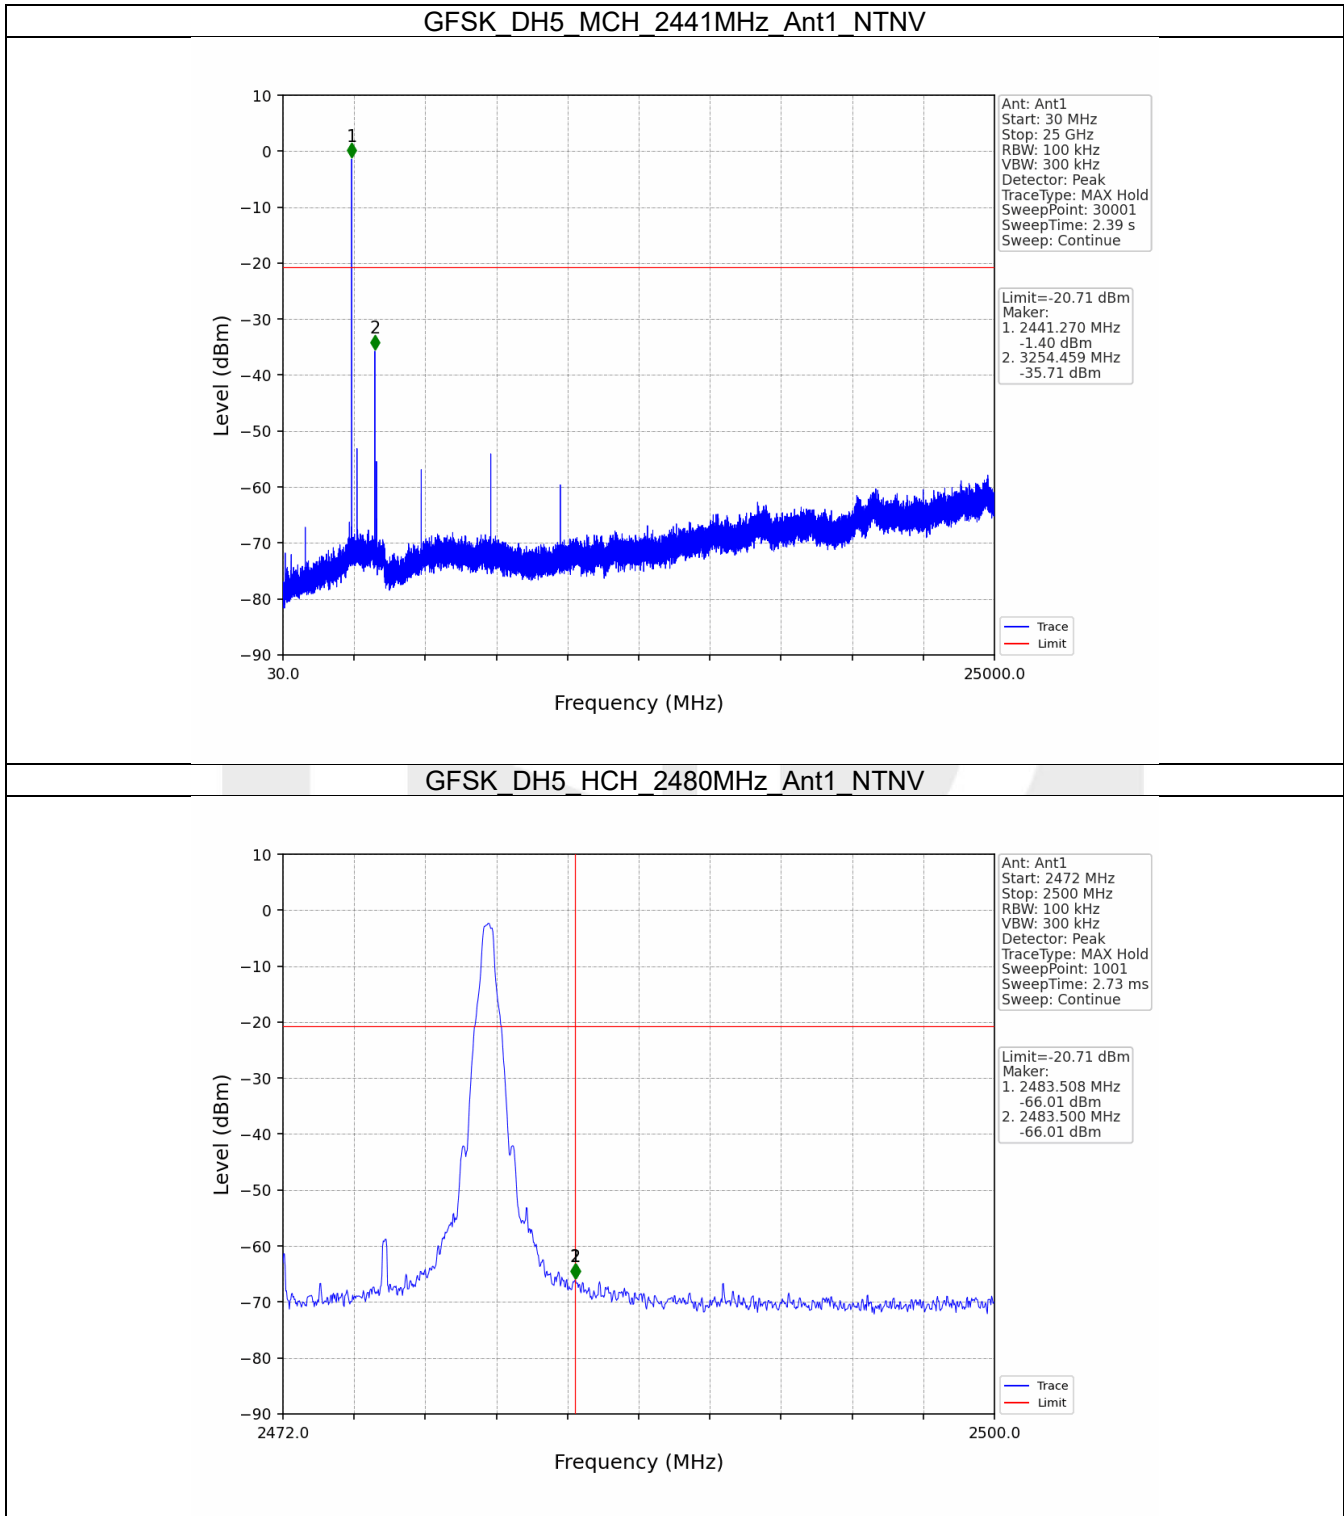 GFSK_DH5_MCH_2441MHz_Ant1_NTNV
10
0
−10
−20
−30
−40
−50
−60
−70
−80
−90
Level (dBm)
1
2
30.0
25000.0
Frequency (MHz)
Ant: Ant1
Start: 30 MHz
Stop: 25 GHz
RBW: 100 kHz
VBW: 300 kHz
Detector: Peak
TraceType: MAX Hold
SweepPoint: 30001
SweepTime: 2.39 s
Sweep: Continue
Limit=-20.71 dBm
Maker:
1. 2441.270 MHz
-1.40 dBm
2. 3254.459 MHz
-35.71 dBm
Trace
Limit
GFSK_DH5_HCH_2480MHz_Ant1_NTNV
10
0
−10
−20
−30
−40
−50
−60
−70
−80
−90
Level (dBm)
2
2472.0
2500.0
Frequency (MHz)
Ant: Ant1
Start: 2472 MHz
Stop: 2500 MHz
RBW: 100 kHz
VBW: 300 kHz
Detector: Peak
TraceType: MAX Hold
SweepPoint: 1001
SweepTime: 2.73 ms
Sweep: Continue
Limit=-20.71 dBm
Maker:
1. 2483.508 MHz
-66.01 dBm
2. 2483.500 MHz
-66.01 dBm
Trace
Limit